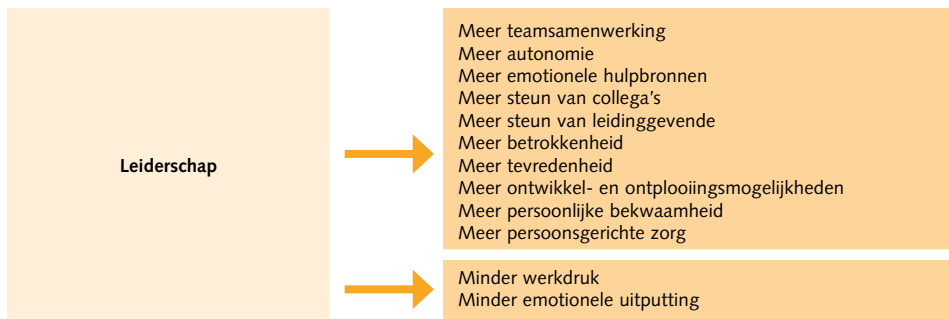 Leiderschap
Meer teamsamenwerking
Meer autonomie
Meer emotionele hulpbronnen
Meer steun van collega's
Meer steun van leidinggevende
Meer betrokkenheid
Meer tevredenheid
Meer ontwikkel- en ontplooiingsmogelijkheden
Meer persoonlijke bekwaamheid
Meer persoonsgerichte zorg
Minder werkdruk
Minder emotionele uitputting